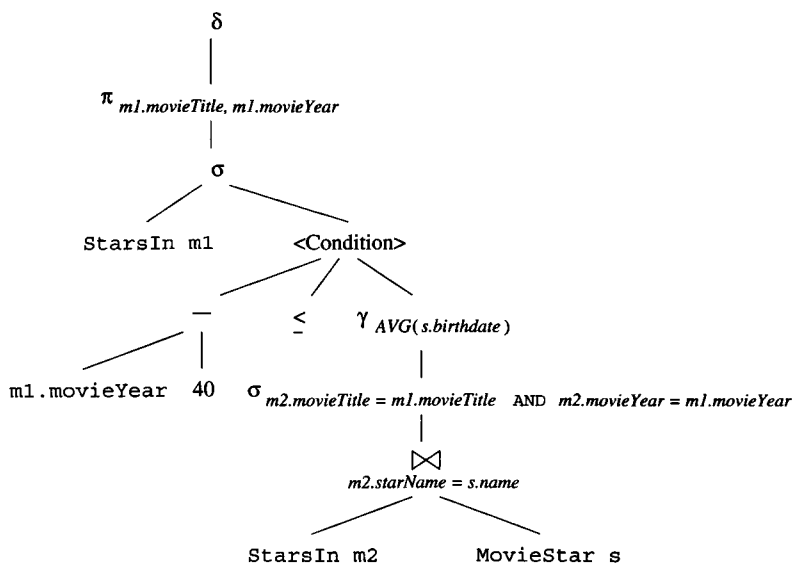 δ
π m1.movieTitle, m1.movieYear
σ
StarsIn m1 <Condition>
− ≤ γ AVG(s.birthdate)
m1.movieYear 40 σ m2.movieTitle = m1.movieTitle AND m2.movieYear = m1.movieYear
⋈
m2.starName = s.name
StarsIn m2 MovieStar s